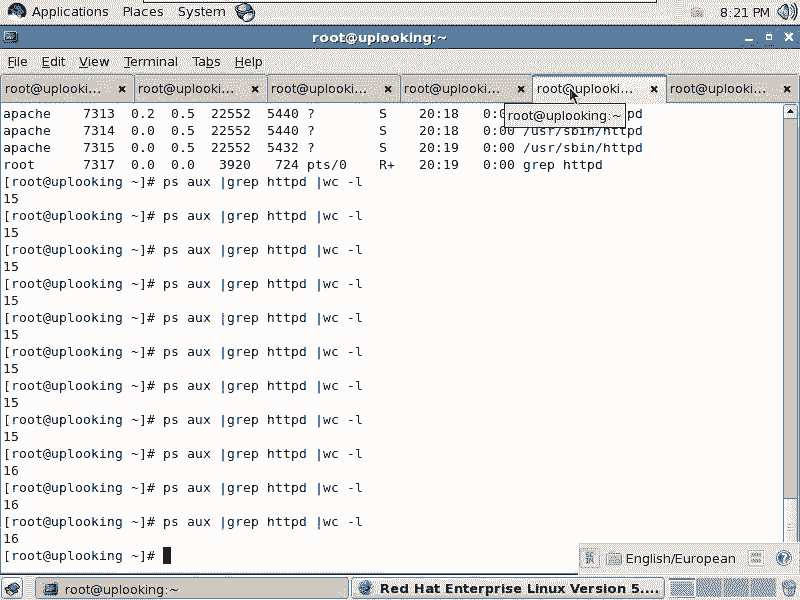 Applications Places System 8:21 PM
root@uplooking:~
File Edit View Terminal Tabs Help
root@uplooki... root@uplooki... root@uplooki... root@uplooki... root@uplooki... root@uplooki...
root@uplooking:~
apache 7313 0.2 0.5 22552 5440 ? S 20:18 0:00 pd
apache 7314 0.0 0.5 22552 5440 ? S 20:18 0:00 /usr/sbin/httpd
apache 7315 0.0 0.5 22552 5432 ? S 20:19 0:00 /usr/sbin/httpd
root 7317 0.0 0.0 3920 724 pts/0 R+ 20:19 0:00 grep httpd
[root@uplooking ~]# ps aux |grep httpd |wc -l
15
[root@uplooking ~]# ps aux |grep httpd |wc -l
15
[root@uplooking ~]# ps aux |grep httpd |wc -l
15
[root@uplooking ~]# ps aux |grep httpd |wc -l
15
[root@uplooking ~]# ps aux |grep httpd |wc -l
15
[root@uplooking ~]# ps aux |grep httpd |wc -l
15
[root@uplooking ~]# ps aux |grep httpd |wc -l
15
[root@uplooking ~]# ps aux |grep httpd |wc -l
15
[root@uplooking ~]# ps aux |grep httpd |wc -l
16
[root@uplooking ~]# ps aux |grep httpd |wc -l
16
[root@uplooking ~]# ps aux |grep httpd |wc -l
16
[root@uplooking ~]#
English/European
root@uplooking:~ Red Hat Enterprise Linux Version 5....